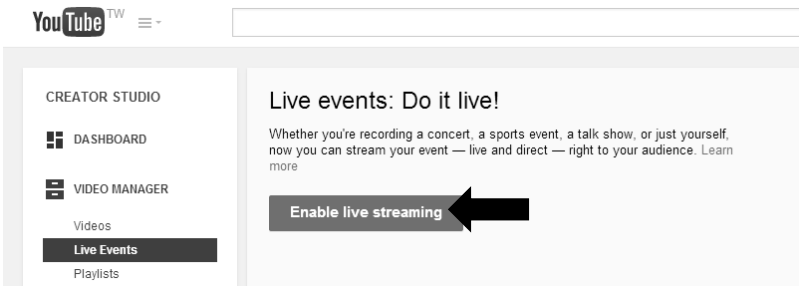 YouTube TW
CREATOR STUDIO
DASHBOARD
VIDEO MANAGER
Videos
Live Events
Playlists
Live events: Do it live!
Whether you're recording a concert, a sports event, a talk show, or just yourself,
now you can stream your event — live and direct — right to your audience. Learn
more
Enable live streaming